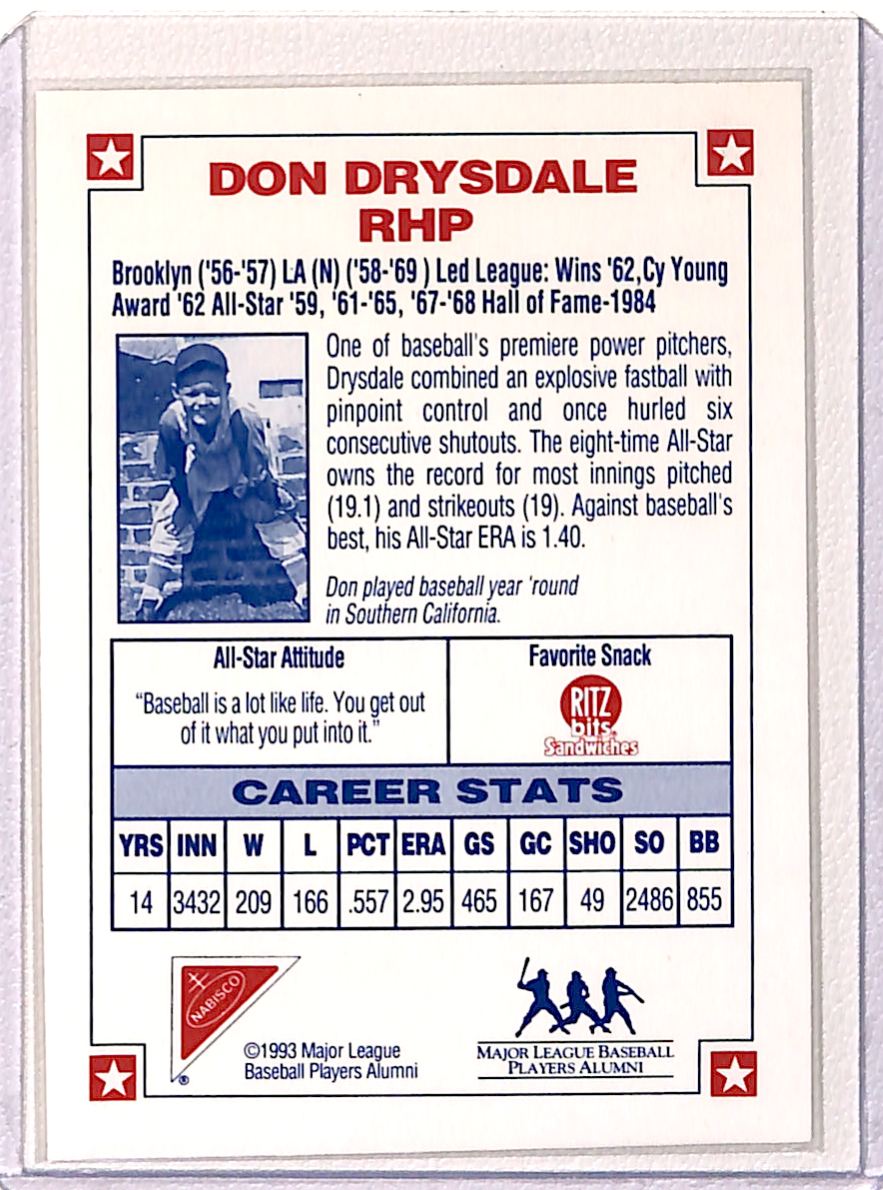 DON DRYSDALE
RHP
Brooklyn ('56-'57) LA (N) ('58-'69 ) Led League: Wins '62,Cy Young
Award '62 All-Star '59, '61-'65, '67-'68 Hall of Fame-1984
One of baseball's premiere power pitchers,
Drysdale combined an explosive fastball with
pinpoint control and once hurled six
consecutive shutouts. The eight-time All-Star
owns the record for most innings pitched
(19.1) and strikeouts (19). Against baseball's
best, his All-Star ERA is 1.40.
Don played baseball year 'round
in Southern California.
All-Star Attitude
"Baseball is a lot like life. You get out
of it what you put into it."
Favorite Snack
RITZ
bits®
Sandwiches
CAREER STATS
YRS INN W L PCT ERA GS GC SHO SO BB
14 3432 209 166 .557 2.95 465 167 49 2486 855
NABISCO
®
©1993 Major League
Baseball Players Alumni
MAJOR LEAGUE BASEBALL
PLAYERS ALUMNI